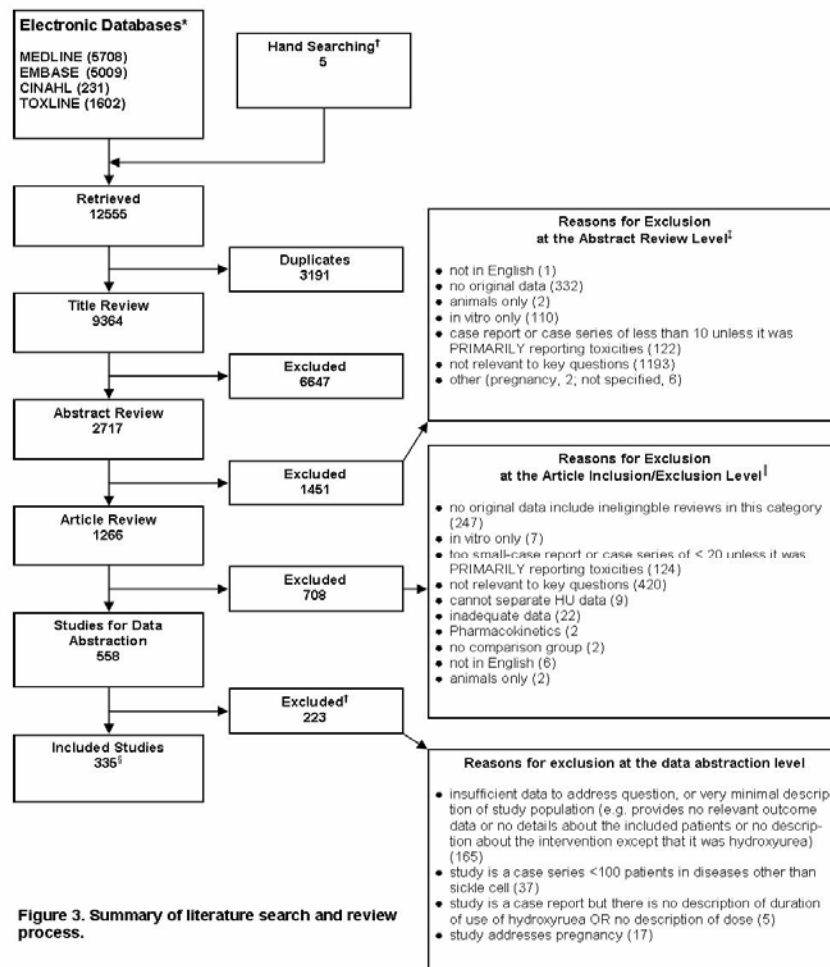 Electronic Databases*
MEDLINE (5708)
EMBASE (5009)
CINAHL (231)
TOXLINE (1602)
Hand Searching†
5
Retrieved
12555
Duplicates
3191
Title Review
9364
Excluded
6647
Abstract Review
2717
Excluded
1451
Article Review
1266
Excluded
708
Studies for Data
Abstraction
558
Excluded†
223
Included Studies
335§
Reasons for Exclusion
at the Abstract Review Level‡
• not in English (1)
• no original data (332)
• animals only (2)
• in vitro only (110)
• case report or case series of less than 10 unless it was
PRIMARILY reporting toxicities (122)
• not relevant to key questions (1193)
• other (pregnancy, 2; not specified, 6)
Reasons for Exclusion
at the Article Inclusion/Exclusion Level‖
• no original data include ineligingble reviews in this category
(247)
• in vitro only (7)
• too small-case report or case series of < 20 unless it was
PRIMARILY reporting toxicities (124)
• not relevant to key questions (420)
• cannot separate HU data (9)
• inadequate data (22)
• Pharmacokinetics (2
• no comparison group (2)
• not in English (6)
• animals only (2)
Reasons for exclusion at the data abstraction level
• insufficient data to address question, or very minimal descrip-
tion of study population (e.g. provides no relevant outcome
data or no details about the included patients or no descrip-
tion about the intervention except that it was hydroxyurea)
(165)
• study is a case series <100 patients in diseases other than
sickle cell (37)
• study is a case report but there is no description of duration
of use of hydroxyruea OR no description of dose (5)
• study addresses pregnancy (17)
Figure 3. Summary of literature search and review
process.